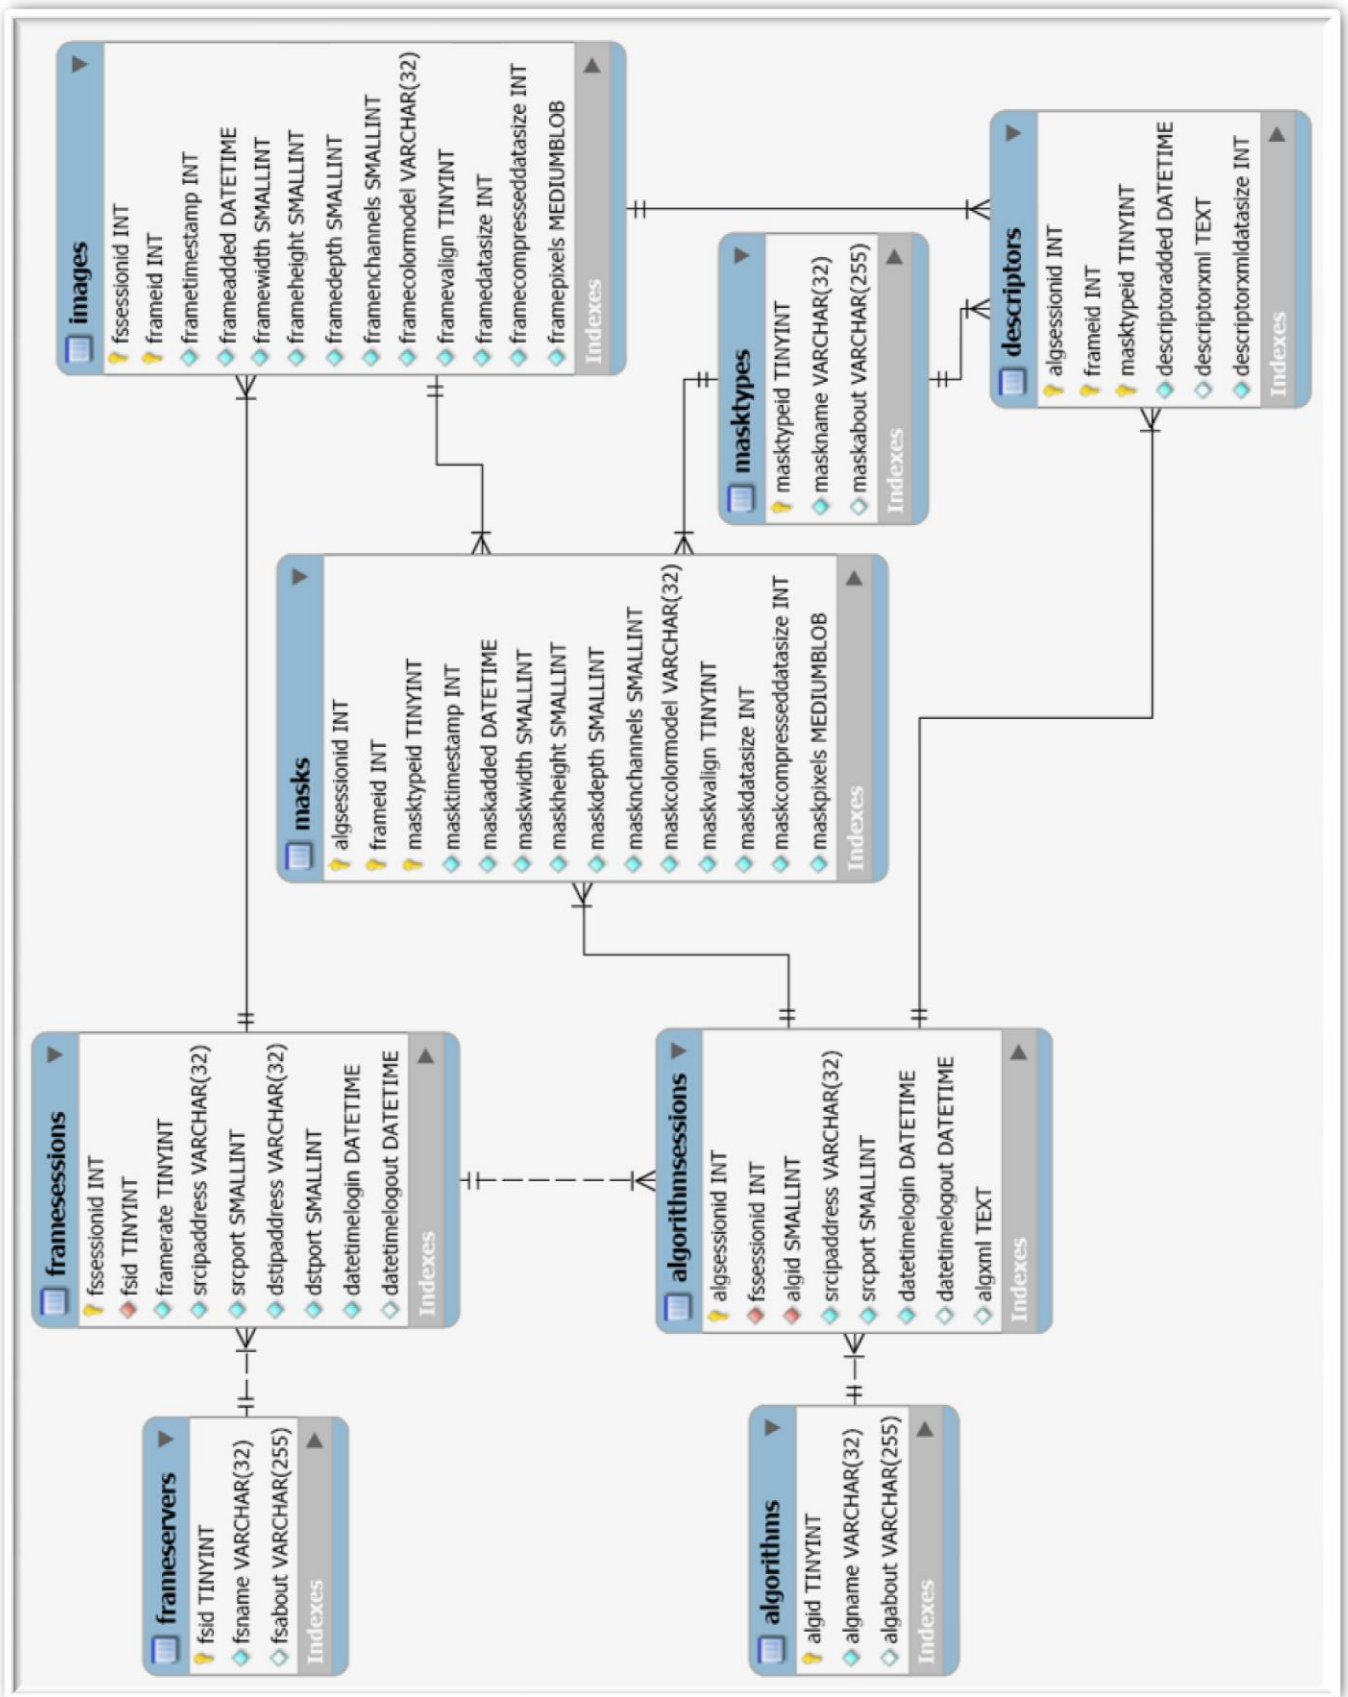 frameservers
fsid TINYINT
fsname VARCHAR(32)
fsabout VARCHAR(255)
Indexes
framesessions
fssessionid INT
fsid TINYINT
framerate TINYINT
srcipaddress VARCHAR(32)
srcport SMALLINT
dstipaddress VARCHAR(32)
dstport SMALLINT
datetimelogin DATETIME
datetimelogout DATETIME
Indexes
images
fssessionid INT
frameid INT
frametimestamp INT
frameadded DATETIME
framewidth SMALLINT
frameheight SMALLINT
framedepth SMALLINT
framenchannels SMALLINT
framecolormodel VARCHAR(32)
framevalign TINYINT
framedatasize INT
framecompresseddatasize INT
framepixels MEDIUMBLOB
Indexes
masks
algsessionid INT
frameid INT
masktypeid TINYINT
masktimestamp INT
maskadded DATETIME
maskwidth SMALLINT
maskheight SMALLINT
maskdepth SMALLINT
masknchannels SMALLINT
maskcolormodel VARCHAR(32)
maskvalign TINYINT
maskdatasize INT
maskcompresseddatasize INT
maskpixels MEDIUMBLOB
Indexes
algorithms
algid TINYINT
algname VARCHAR(32)
algabout VARCHAR(255)
Indexes
algorithmsessions
algsessionid INT
fssessionid INT
algid SMALLINT
srcipaddress VARCHAR(32)
srcport SMALLINT
datetimelogin DATETIME
datetimelogout DATETIME
algxml TEXT
Indexes
masktypes
masktypeid TINYINT
maskname VARCHAR(32)
maskabout VARCHAR(255)
Indexes
descriptors
algsessionid INT
frameid INT
masktypeid TINYINT
descriptoradded DATETIME
descriptorxml TEXT
descriptorxmldatasize INT
Indexes